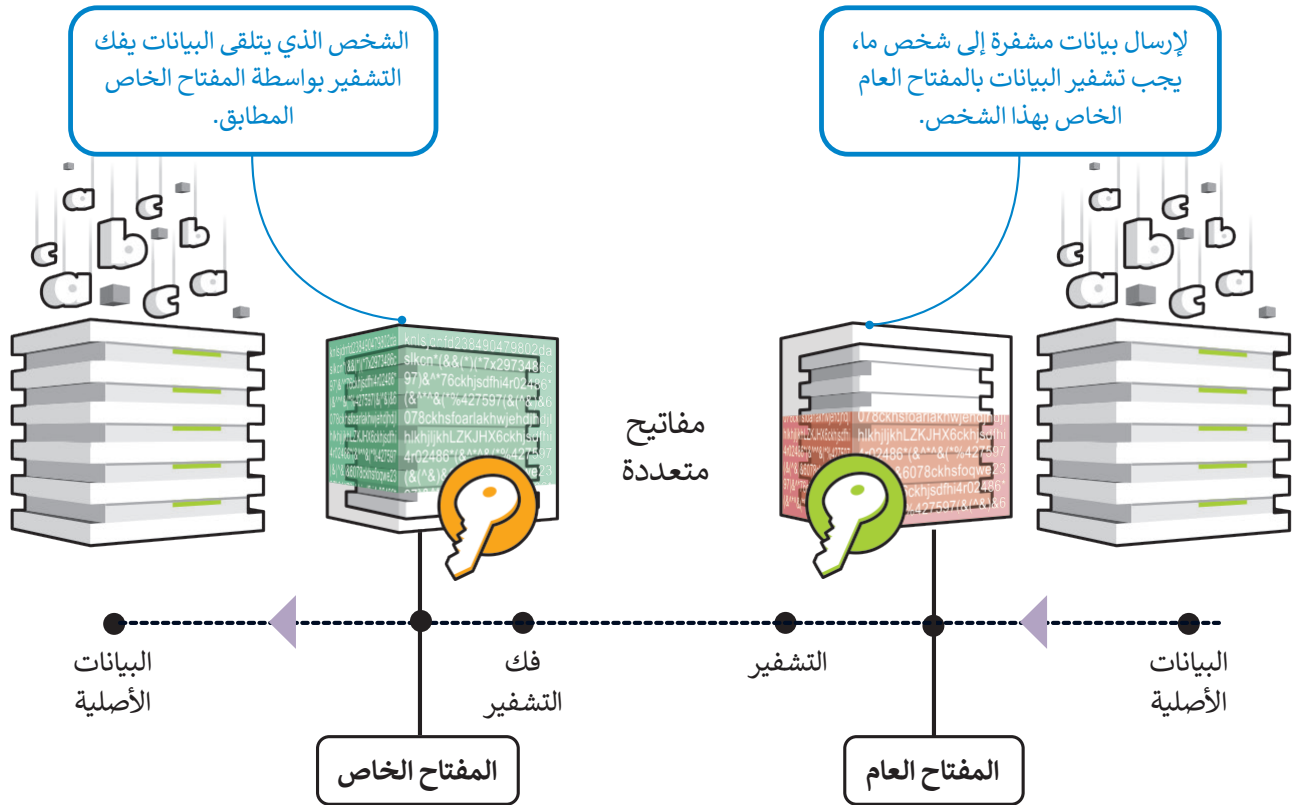 لإرسال بيانات مشفرة إلى شخص ما،
يجب تشفير البيانات بالمفتاح العام
الخاص بهذا الشخص.
الشخص الذي يتلقى البيانات يفك
التشفير بواسطة المفتاح الخاص
المطابق.
مفاتيح
متعددة
البيانات
الأصلية
التشفير
فك
التشفير
البيانات
الأصلية
المفتاح العام
المفتاح الخاص